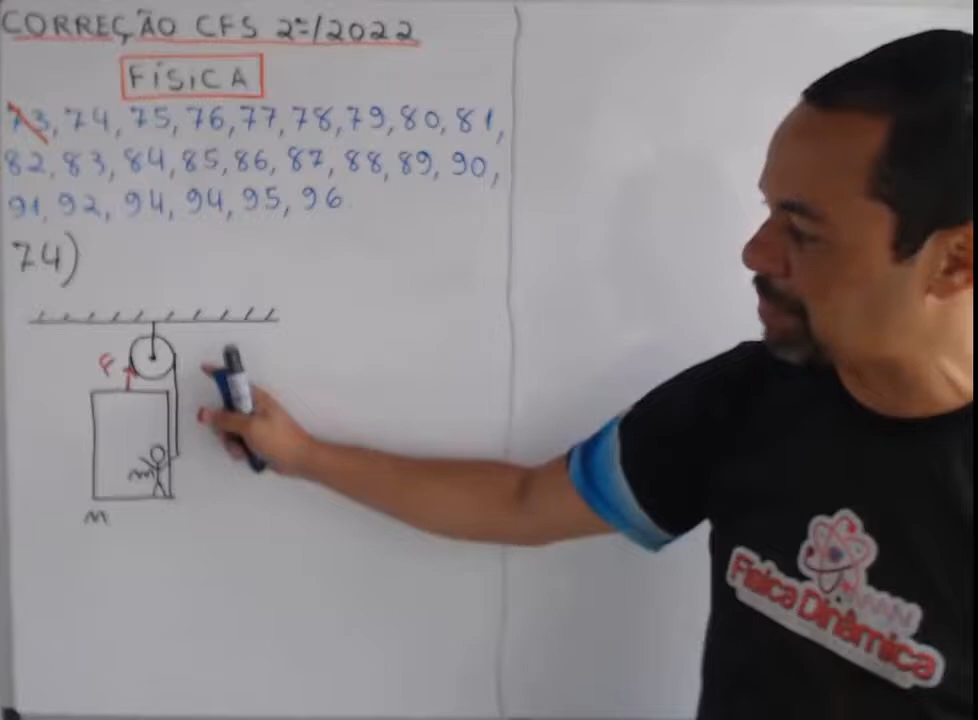 CORREÇÃO CFS 2º/2022
FÍSICA
73, 74, 75, 76, 77, 78, 79, 80, 81,
82, 83, 84, 85, 86, 87, 88, 89, 90,
91, 92, 94, 94, 95, 96
74)
F
m
M
Física Dinâmica